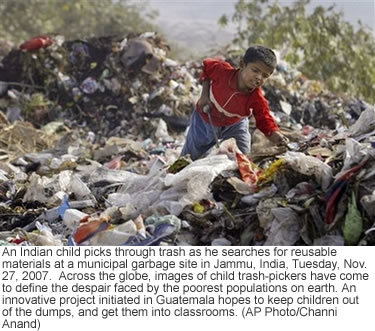 An Indian child picks through trash as he searches for reusable
materials at a municipal garbage site in Jammu, India, Tuesday, Nov.
27, 2007.  Across the globe, images of child trash-pickers have come
to define the despair faced by the poorest populations on earth. An
innovative project initiated in Guatemala hopes to keep children out
of the dumps, and get them into classrooms. (AP Photo/Channi
Anand)